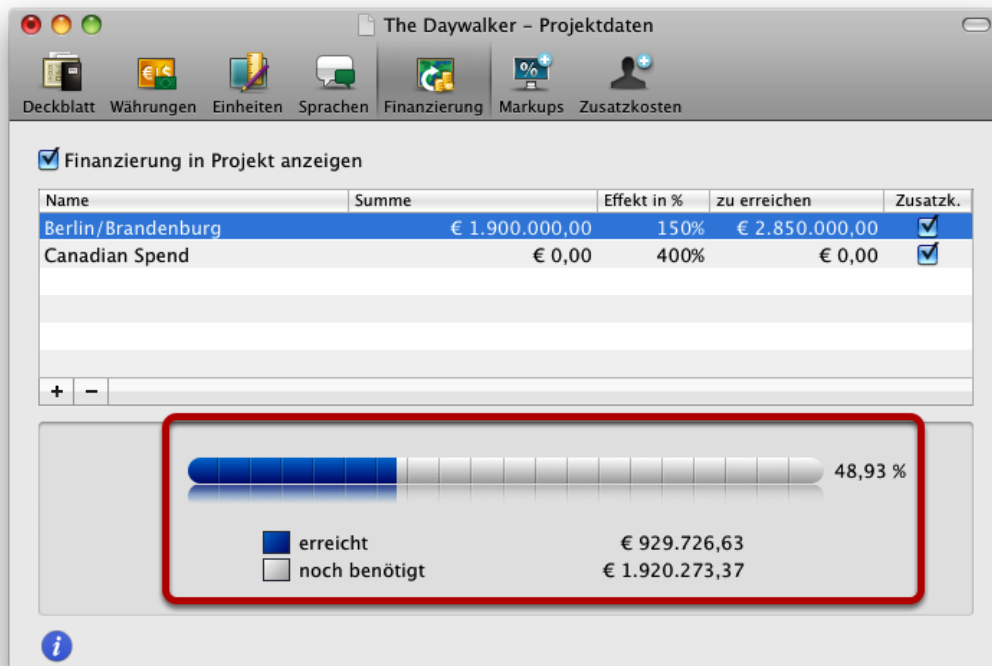 The Daywalker – Projektdaten
Deckblatt Währungen Einheiten Sprachen Finanzierung Markups Zusatzkosten
Finanzierung in Projekt anzeigen
Name Summe Effekt in % zu erreichen Zusatzk.
Berlin/Brandenburg € 1.900.000,00 150% € 2.850.000,00
Canadian Spend € 0,00 400% € 0,00
+ −
48,93 %
erreicht € 929.726,63
noch benötigt € 1.920.273,37